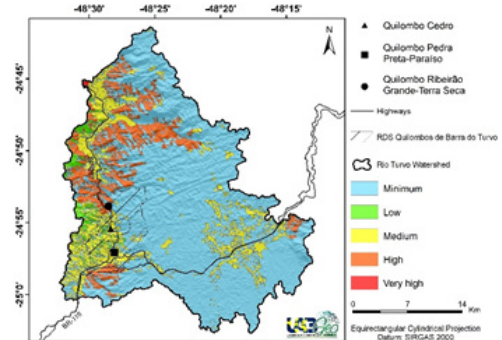 -48°30' -48°25' -48°20' -48°15'
N
-24°45'
-24°50'
-24°55'
-25°0'
BR-116
Quilombo Cedro
Quilombo Pedra
Preta-Paraíso
Quilombo Ribeirão
Grande-Terra Seca
Highways
RDS Quilombos de Barra do Turvo
Rio Turvo Watershed
Minimum
Low
Medium
High
Very high
0 7 14
Km
Equirectangular Cylindrical Projection
Datum: SIRGAS 2000